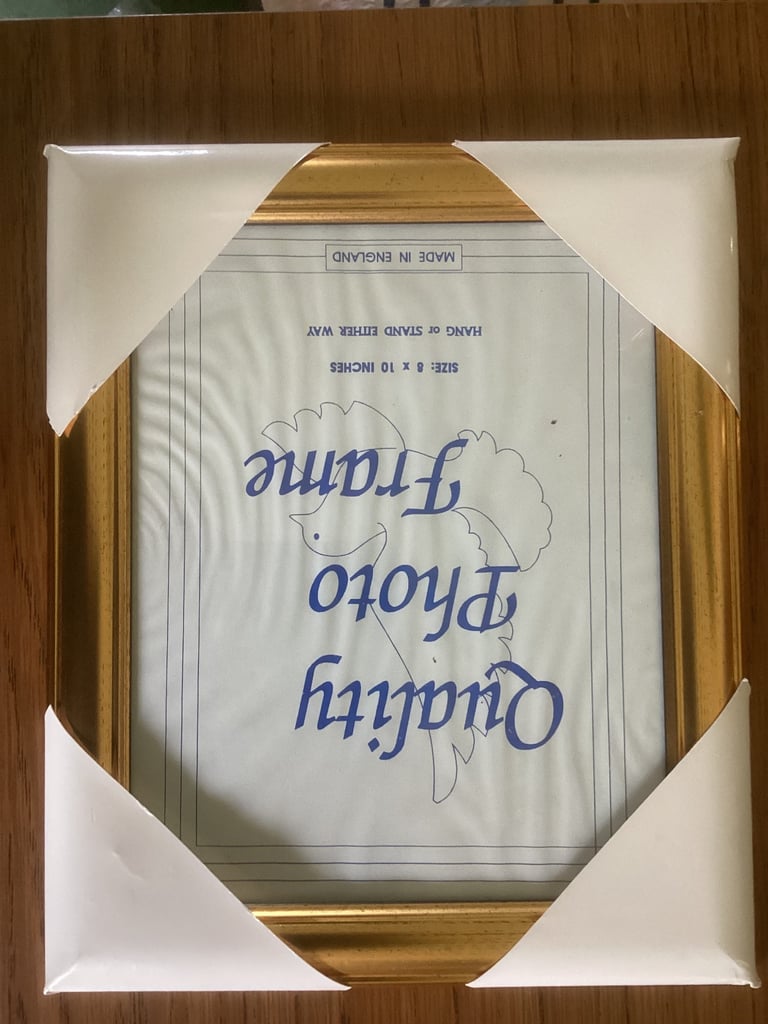 Quality
Photo
Frame
SIZE: 8 x 10 INCHES
HANG or STAND EITHER WAY
MADE IN ENGLAND